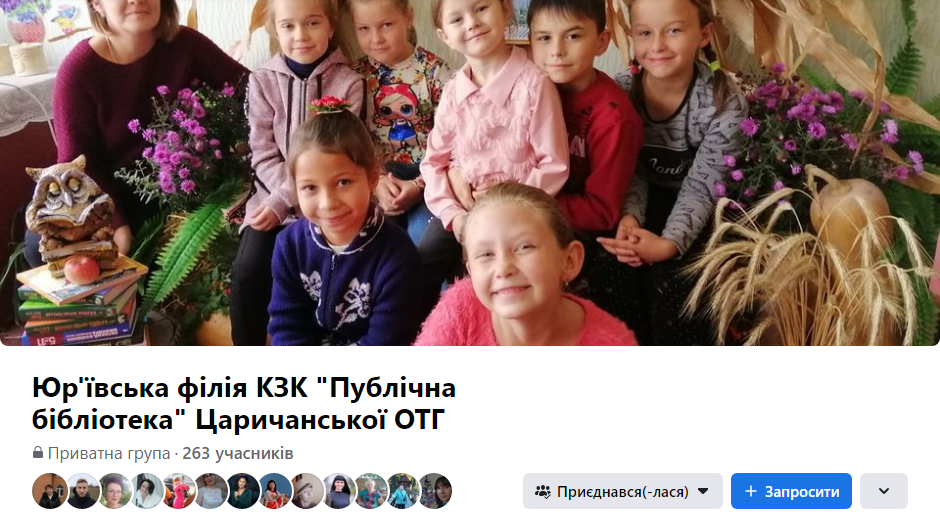 Юр'ївська філія КЗК "Публічна
бібліотека" Царичанської ОТГ
Приватна група · 263 учасників
Приєднався(-лася)
Запросити